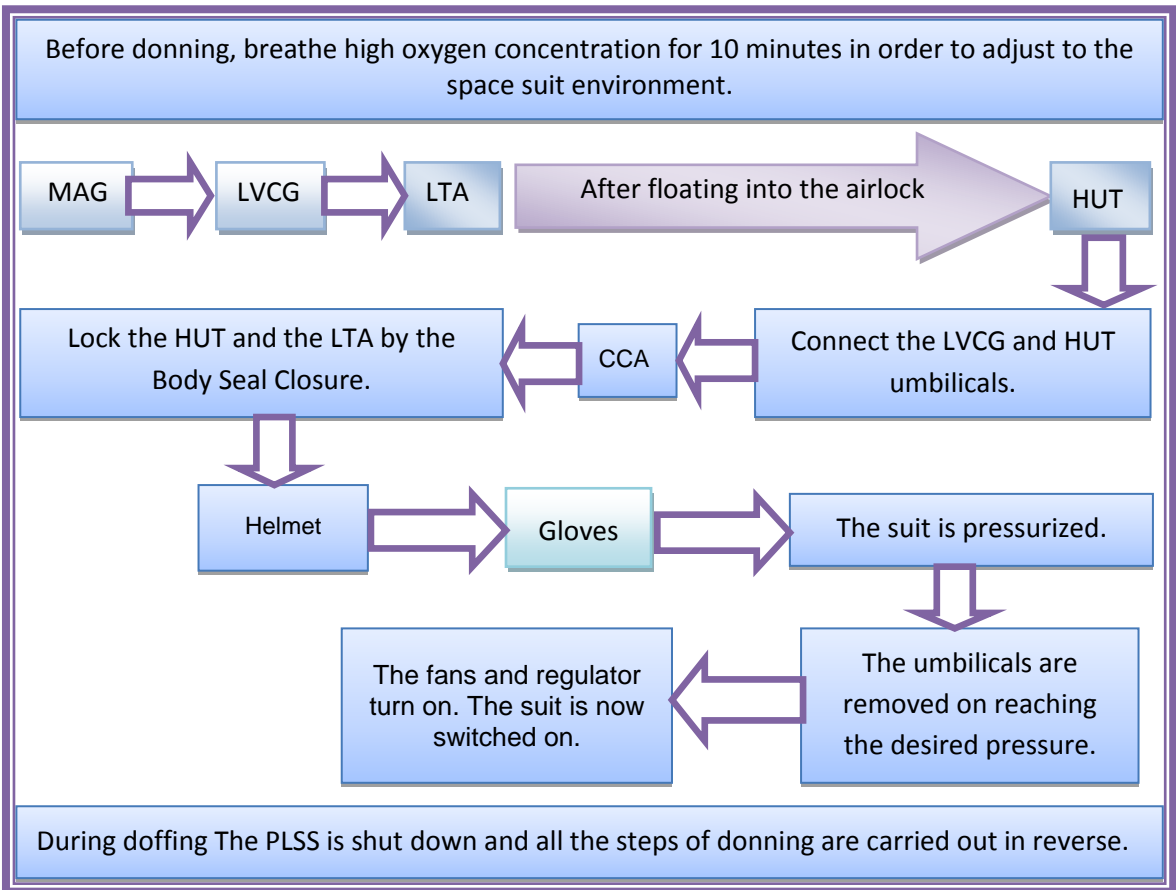 Before donning, breathe high oxygen concentration for 10 minutes in order to adjust to the
space suit environment.
MAG
LVCG
LTA
After floating into the airlock
HUT
Connect the LVCG and HUT
umbilicals.
CCA
Lock the HUT and the LTA by the
Body Seal Closure.
Helmet
Gloves
The suit is pressurized.
The umbilicals are
removed on reaching
the desired pressure.
The fans and regulator
turn on. The suit is now
switched on.
During doffing The PLSS is shut down and all the steps of donning are carried out in reverse.